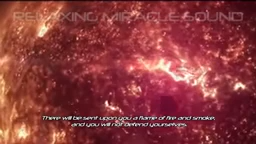 RELAXING MIRACLE SOUND
There will be sent upon you a flame of fire and smoke,
and you will not defend yourselves.